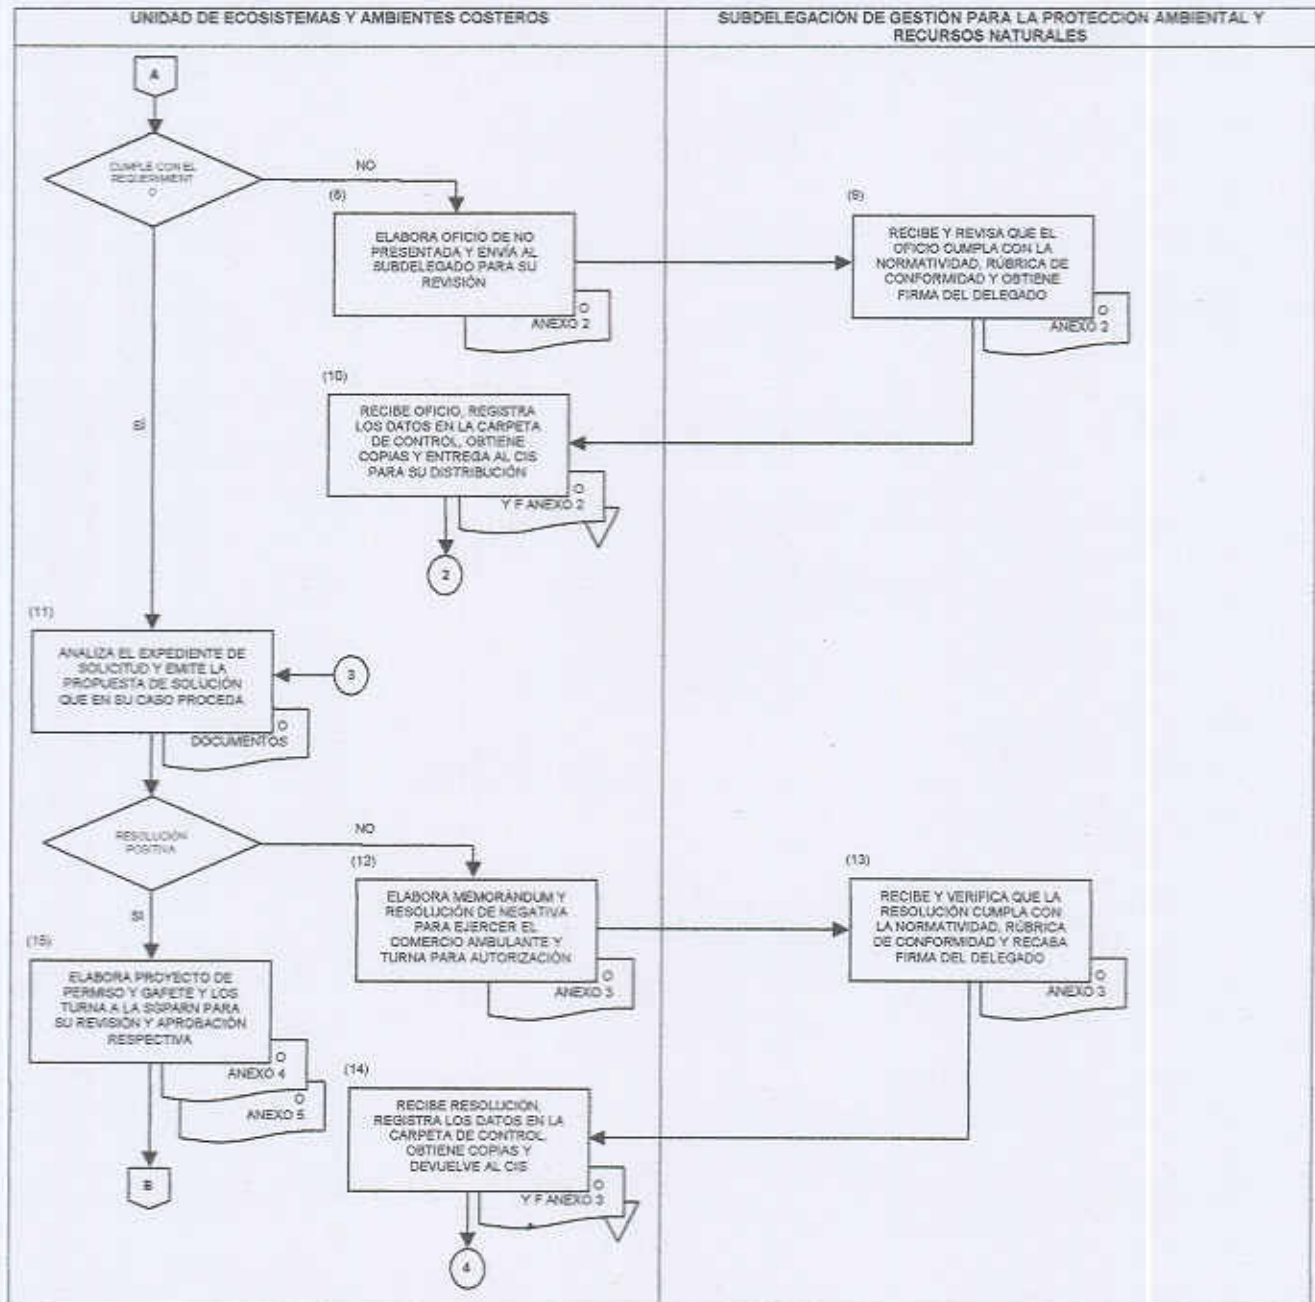 UNIDAD DE ECOSISTEMAS Y AMBIENTES COSTEROS
SUBDELEGACIÓN DE GESTIÓN PARA LA PROTECCION AMBIENTAL Y
RECURSOS NATURALES
A
CUMPLE CON EL
REQUERIMIENT
O
NO
(8)
ELABORA OFICIO DE NO
PRESENTADA Y ENVÍA AL
SUBDELEGADO PARA SU
REVISIÓN
O
ANEXO 2
(9)
RECIBE Y REVISA QUE EL
OFICIO CUMPLA CON LA
NORMATIVIDAD, RÚBRICA DE
CONFORMIDAD Y OBTIENE
FIRMA DEL DELEGADO
O
ANEXO 2
(10)
RECIBE OFICIO, REGISTRA
LOS DATOS EN LA CARPETA
DE CONTROL, OBTIENE
COPIAS Y ENTREGA AL CIS
PARA SU DISTRIBUCIÓN
O
Y F ANEXO 2
2
SÍ
(11)
ANALIZA EL EXPEDIENTE DE
SOLICITUD Y EMITE LA
PROPUESTA DE SOLUCIÓN
QUE EN SU CASO PROCEDA
3
O
DOCUMENTOS
RESOLUCIÓN
POSITIVA
NO
(12)
ELABORA MEMORÁNDUM Y
RESOLUCIÓN DE NEGATIVA
PARA EJERCER EL
COMERCIO AMBULANTE Y
TURNA PARA AUTORIZACIÓN
O
ANEXO 3
(13)
RECIBE Y VERIFICA QUE LA
RESOLUCIÓN CUMPLA CON
LA NORMATIVIDAD, RÚBRICA
DE CONFORMIDAD Y RECABA
FIRMA DEL DELEGADO
O
ANEXO 3
SI
(15)
ELABORA PROYECTO DE
PERMISO Y GAFETE Y LOS
TURNA A LA SGPARN PARA
SU REVISIÓN Y APROBACIÓN
RESPECTIVA
O
ANEXO 4
O
ANEXO 5
B
(14)
RECIBE RESOLUCIÓN,
REGISTRA LOS DATOS EN LA
CARPETA DE CONTROL,
OBTIENE COPIAS Y
DEVUELVE AL CIS
O
Y F ANEXO 3
4